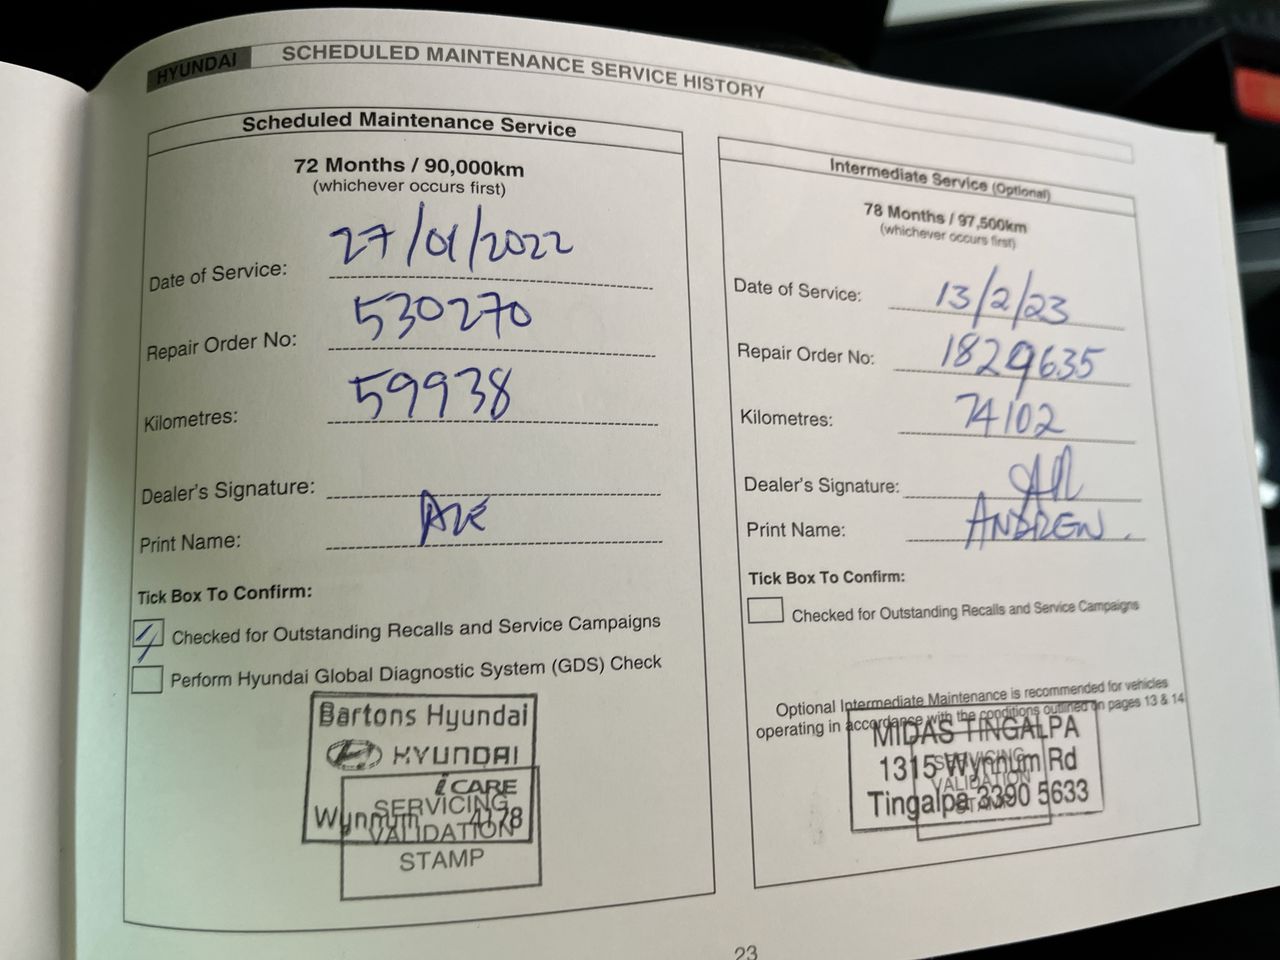 HYUNDAI SCHEDULED MAINTENANCE SERVICE HISTORY
Scheduled Maintenance Service
72 Months / 90,000km
(whichever occurs first)
Date of Service: 27/01/2022
Repair Order No: 530270
Kilometres: 59938
Dealer's Signature:
Print Name:
Tick Box To Confirm:
Checked for Outstanding Recalls and Service Campaigns
Perform Hyundai Global Diagnostic System (GDS) Check
Bartons Hyundai
HYUNDAI
iCARE
SERVICING
Wynnum 4178
VALIDATION
STAMP
Intermediate Service (Optional)
78 Months / 97,500km
(whichever occurs first)
Date of Service: 13/2/23
Repair Order No: 1829635
Kilometres: 74102
Dealer's Signature:
Print Name: ANDREW.
Tick Box To Confirm:
Checked for Outstanding Recalls and Service Campaigns
Optional Intermediate Maintenance is recommended for vehicles
operating in accordance with the conditions outlined on pages 13 & 14
MIDAS TINGALPA
SERVICING
1315 Wynnum Rd
VALIDATION
Tingalpa 3390 5633
STAMP
23